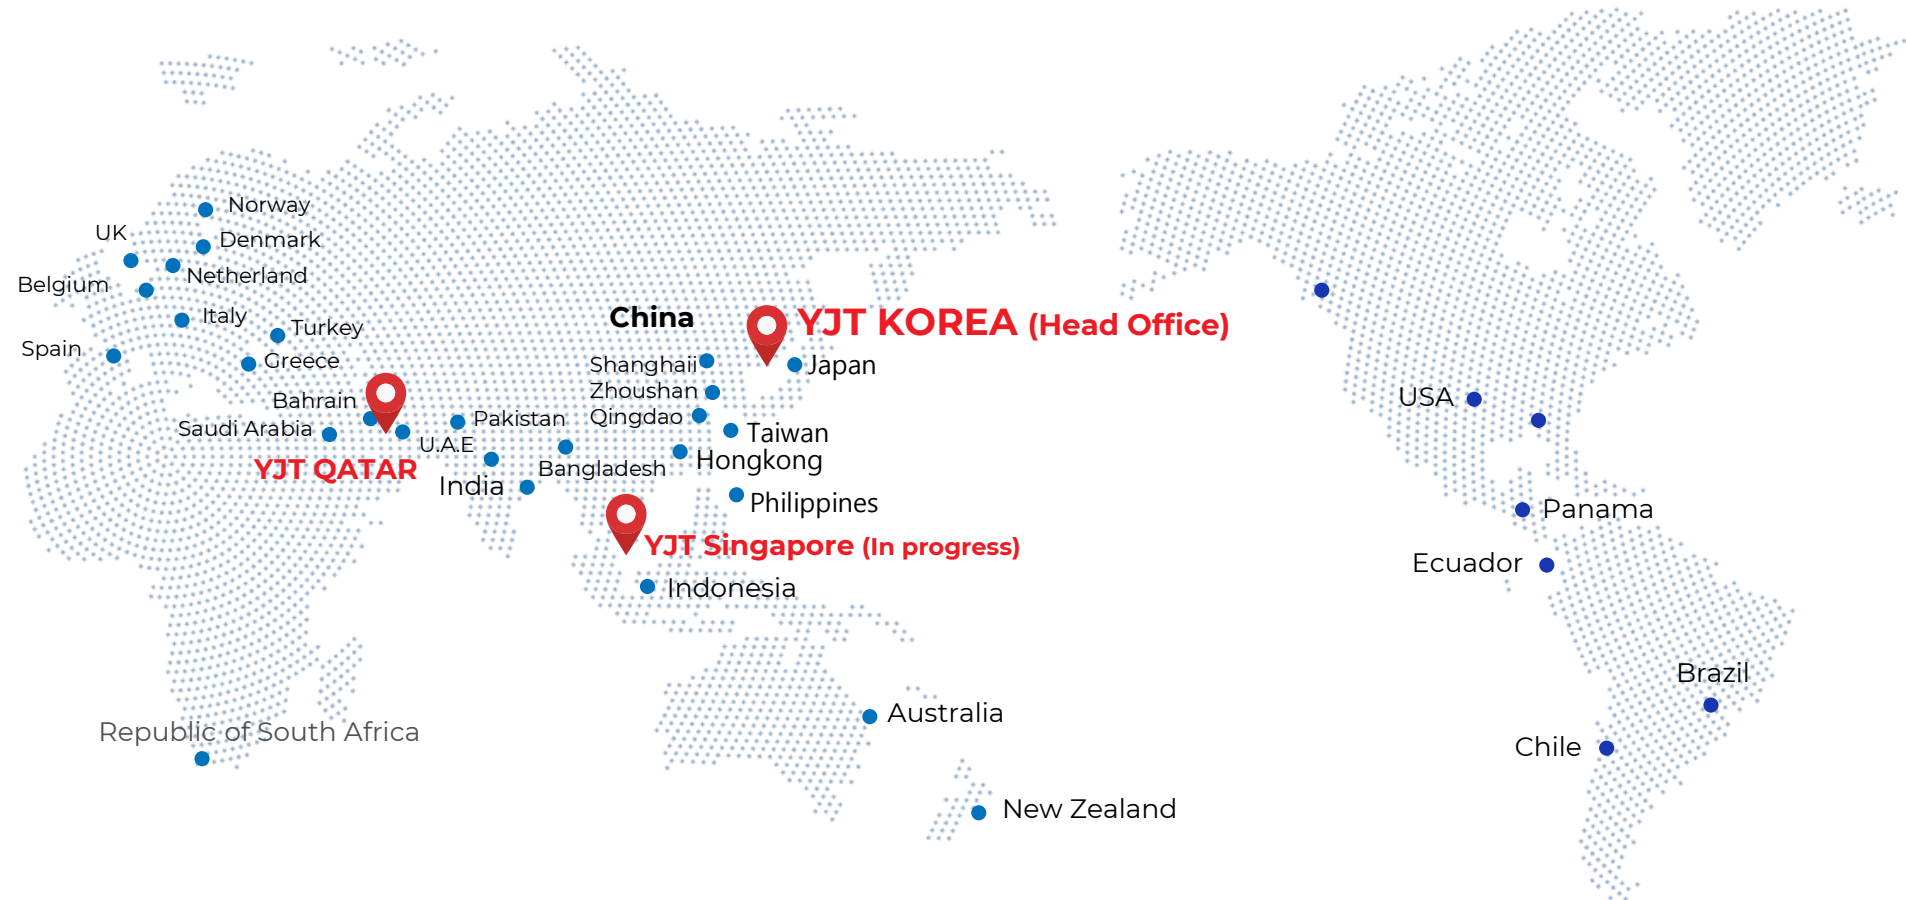 Norway
UK
Denmark
Netherland
Belgium
Italy
Turkey
Spain
Greece
Bahrain
Saudi Arabia
YJT QATAR
U.A.E
Pakistan
India
Bangladesh
China
Shanghaii
Zhoushan
Qingdao
YJT KOREA (Head Office)
Japan
Taiwan
Hongkong
Philippines
YJT Singapore (In progress)
Indonesia
Republic of South Africa
Australia
New Zealand
USA
Panama
Ecuador
Brazil
Chile